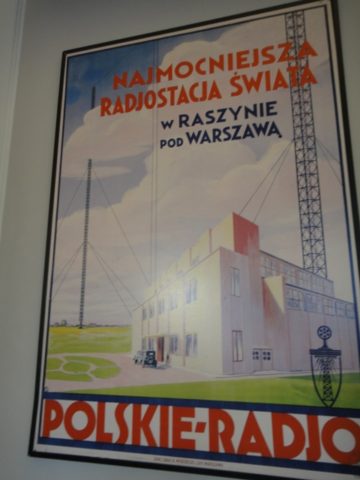 NAJMOCNIEJSZA
RADJOSTACJA ŚWIATA
W RASZYNIE
POD WARSZAWĄ
POLSKIE-RADJO